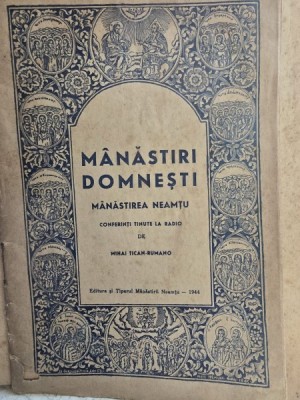 MÂNĂSTIRI
DOMNEȘTI
MÂNĂSTIREA NEAMȚU
CONFERINȚI ȚINUTE LA RADIO
DE
MIHAI TICAN-RUMANO
Editura și Tiparul Mânăstirii Neamțu — 1944